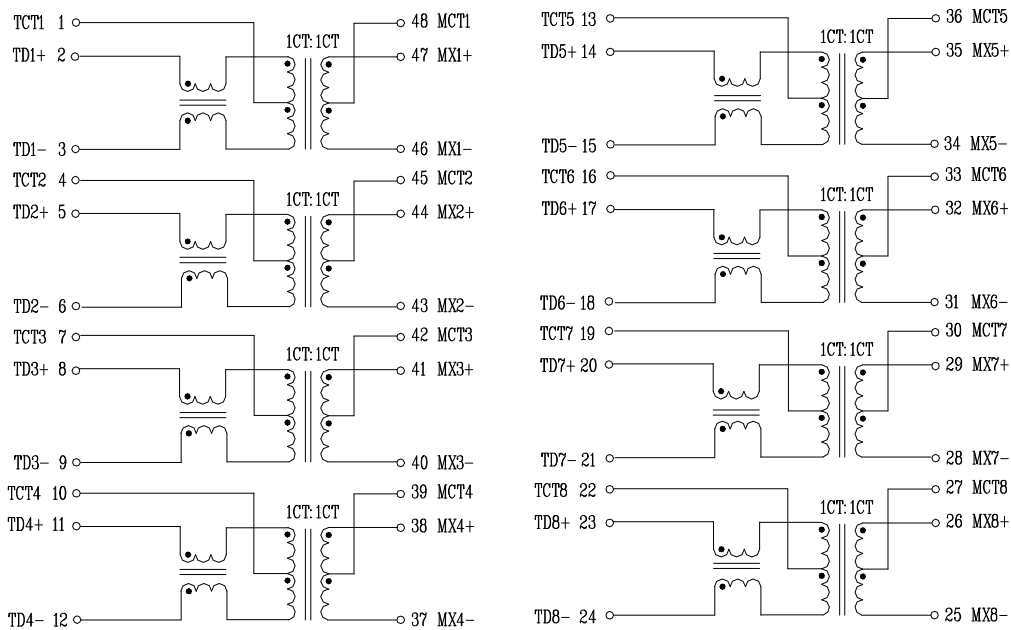 TCT1 1 48 MCT1
TD1+ 2 1CT:1CT 47 MX1+
TD1- 3 46 MX1-
TCT2 4 45 MCT2
TD2+ 5 1CT:1CT 44 MX2+
TD2- 6 43 MX2-
TCT3 7 42 MCT3
TD3+ 8 1CT:1CT 41 MX3+
TD3- 9 40 MX3-
TCT4 10 39 MCT4
TD4+ 11 1CT:1CT 38 MX4+
TD4- 12 37 MX4-
TCT5 13 36 MCT5
TD5+ 14 1CT:1CT 35 MX5+
TD5- 15 34 MX5-
TCT6 16 33 MCT6
TD6+ 17 1CT:1CT 32 MX6+
TD6- 18 31 MX6-
TCT7 19 30 MCT7
TD7+ 20 1CT:1CT 29 MX7+
TD7- 21 28 MX7-
TCT8 22 27 MCT8
TD8+ 23 1CT:1CT 26 MX8+
TD8- 24 25 MX8-